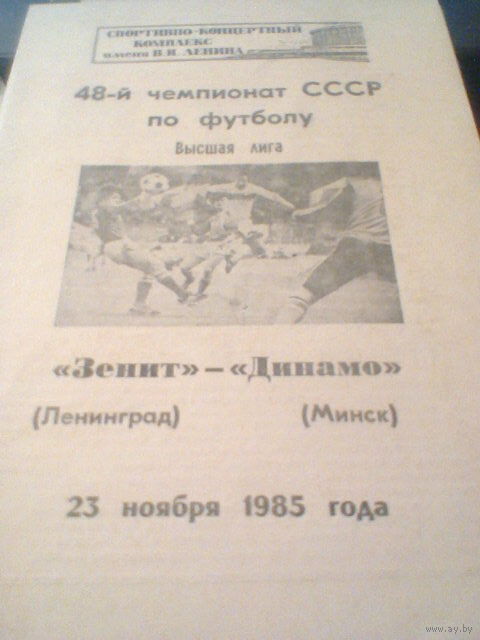 СПОРТИВНО-КОНЦЕРТНЫЙ
КОМПЛЕКС
имени В.И. ЛЕНИНА
48-й чемпионат СССР
по футболу
Высшая лига
«Зенит» – «Динамо»
(Ленинград) (Минск)
23 ноября 1985 года
www.ay.by